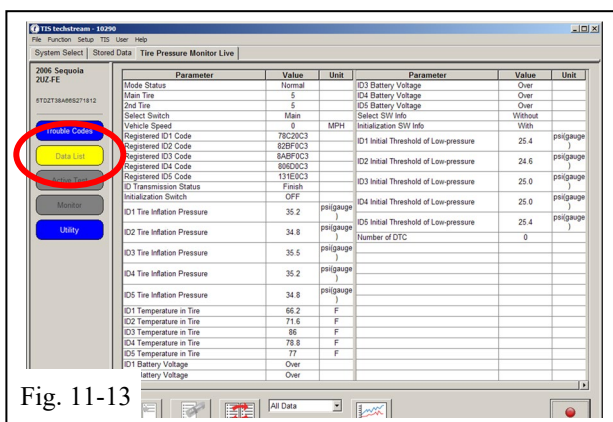 TIS techstream - 10290
File Function Setup TIS User Help
System Select Stored Data Tire Pressure Monitor Live
2006 Sequoia
2UZ-FE
Trouble Codes
Data List
Active Test
Monitor
Utility
Parameter Value Unit
Mode Status Normal
Main Tire 5
2nd Tire 5
Select Switch Main
Vehicle Speed 0 MPH
Registered ID1 Code 78C20C3
Registered ID2 Code 82BF0C3
Registered ID3 Code 8ABF0C3
Registered ID4 Code 806D0C3
Registered ID5 Code 131E0C3
ID Transmission Status Finish
Initialization Switch OFF
ID1 Tire Inflation Pressure 35.2 psi(gauge)
ID2 Tire Inflation Pressure 34.8 psi(gauge)
ID3 Tire Inflation Pressure 35.5 psi(gauge)
ID4 Tire Inflation Pressure 35.2 psi(gauge)
ID5 Tire Inflation Pressure 34.8 psi(gauge)
ID1 Temperature in Tire 66.2 F
ID2 Temperature in Tire 71.6 F
ID3 Temperature in Tire 86 F
ID4 Temperature in Tire 78.8 F
ID5 Temperature in Tire 77 F
ID1 Battery Voltage Over
Battery Voltage Over
Parameter Value Unit
ID3 Battery Voltage Over
ID4 Battery Voltage Over
ID5 Battery Voltage Over
Select SW Info Without
Initialization SW Info With
ID1 Initial Threshold of Low-pressure 25.4 psi(gauge)
ID2 Initial Threshold of Low-pressure 24.6 psi(gauge)
ID3 Initial Threshold of Low-pressure 25.0 psi(gauge)
ID4 Initial Threshold of Low-pressure 25.0 psi(gauge)
ID5 Initial Threshold of Low-pressure 25.4 psi(gauge)
Number of DTC 0
All Data
Fig. 11-13